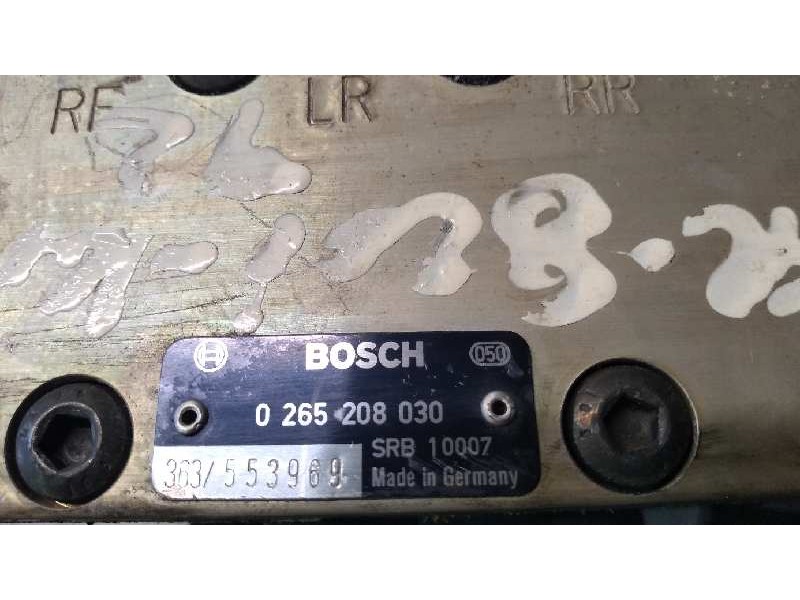 RF LR RR
BOSCH 050
0 265 208 030
SRB 10007
363/553969 Made in Germany